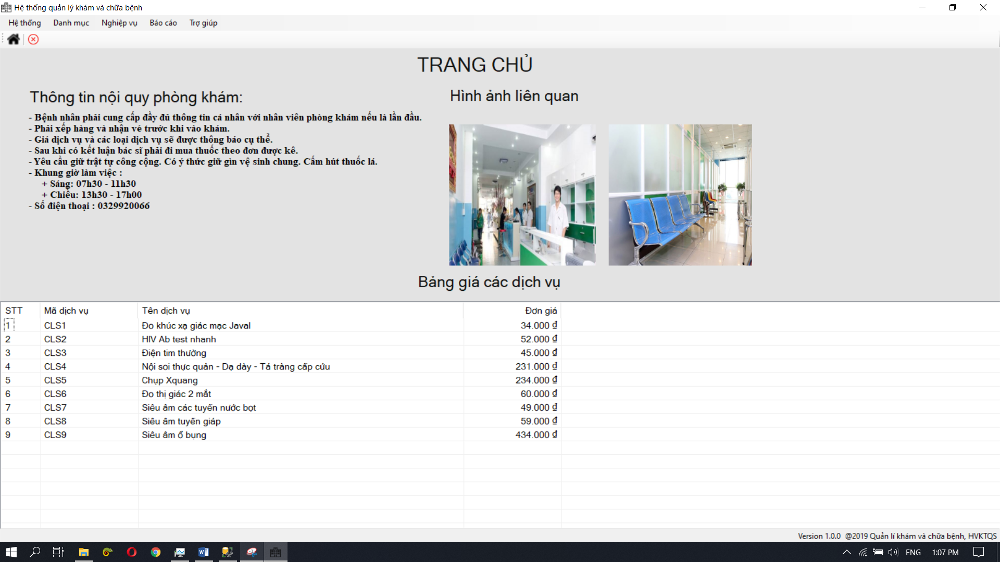 Hệ thống quản lý khám và chữa bệnh
Hệ thống Danh mục Nghiệp vụ Báo cáo Trợ giúp
TRANG CHỦ
Thông tin nội quy phòng khám:
- Bệnh nhân phải cung cấp đầy đủ thông tin cá nhân với nhân viên phòng khám nếu là lần đầu.
- Phải xếp hàng và nhận vé trước khi vào khám.
- Giá dịch vụ và các loại dịch vụ sẽ được thông báo cụ thể.
- Sau khi có kết luận bác sĩ phải đi mua thuốc theo đơn được kê.
- Yêu cầu giữ trật tự công cộng. Có ý thức giữ gìn vệ sinh chung. Cấm hút thuốc lá.
- Khung giờ làm việc :
+ Sáng: 07h30 - 11h30
+ Chiều: 13h30 - 17h00
- Số điện thoại : 0329920066
Hình ảnh liên quan
Bảng giá các dịch vụ
STT Mã dịch vụ Tên dịch vụ Đơn giá
1 CLS1 Đo khúc xạ giác mạc Javal 34.000 ₫
2 CLS2 HIV Ab test nhanh 52.000 ₫
3 CLS3 Điện tim thường 45.000 ₫
4 CLS4 Nội soi thực quản - Dạ dày - Tá tràng cấp cứu 231.000 ₫
5 CLS5 Chụp Xquang 234.000 ₫
6 CLS6 Đo thị giác 2 mắt 60.000 ₫
7 CLS7 Siêu âm các tuyến nước bọt 49.000 ₫
8 CLS8 Siêu âm tuyến giáp 59.000 ₫
9 CLS9 Siêu âm ổ bụng 434.000 ₫
Version 1.0.0 @2019 Quản lí khám và chữa bệnh, HVKTQS
ENG 1:07 PM